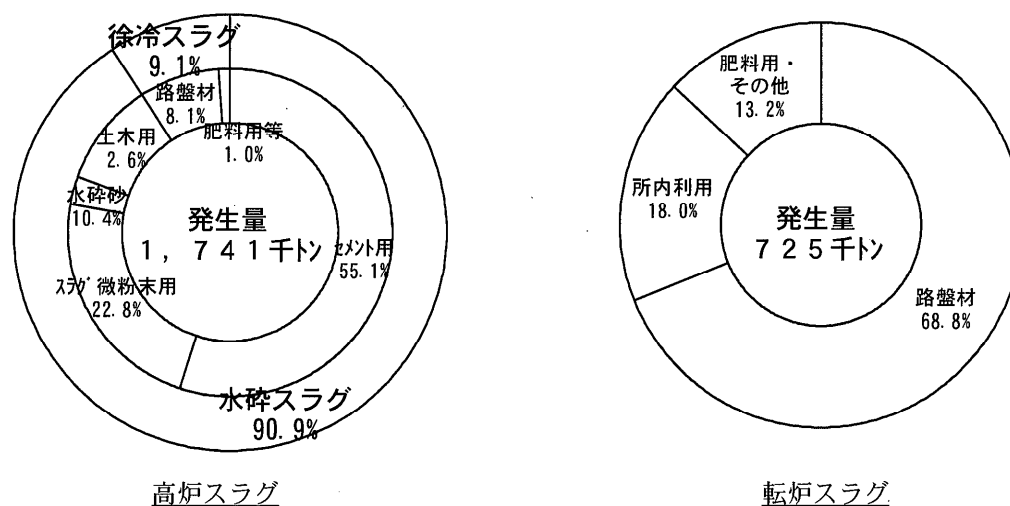 徐冷スラグ
9.1%
路盤材
8.1%
肥料用等
1.0%
土木用
2.6%
水砕砂
10.4%
発生量
1,741千トン
セメント用
55.1%
スラグ微粉末用
22.8%
水砕スラグ
90.9%
高炉スラグ
肥料用・
その他
13.2%
所内利用
18.0%
発生量
725千トン
路盤材
68.8%
転炉スラグ